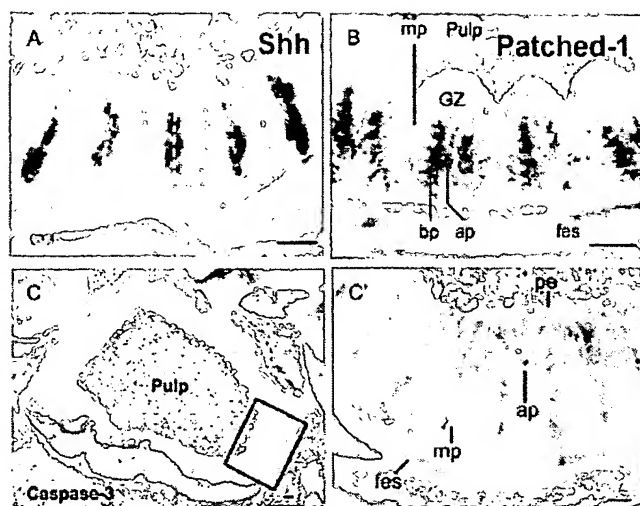 A
Shh
B
mp
Pulp
Patched-1
GZ
bp
ap
fes
C
Pulp
Caspase-3
C'
pe
ap
mp
fes